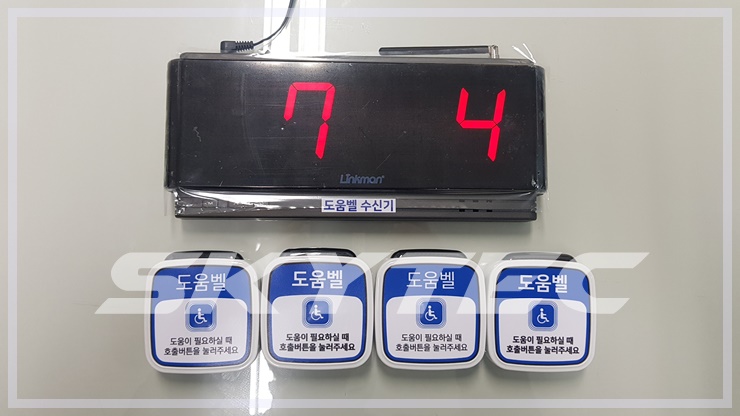 7 4
Linkman
도움벨 수신기
SKYTEC
도움벨
도움이 필요하실 때
호출버튼을 눌러주세요
도움벨
도움이 필요하실 때
호출버튼을 눌러주세요
도움벨
도움이 필요하실 때
호출버튼을 눌러주세요
도움벨
도움이 필요하실 때
호출버튼을 눌러주세요